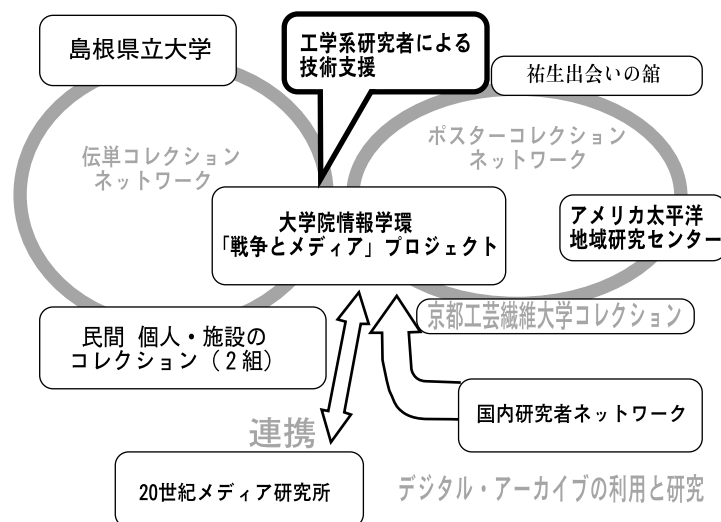 島根県立大学
工学系研究者による
技術支援
祐生出会いの舘
伝単コレクション
ネットワーク
ポスターコレクション
ネットワーク
大学院情報学環
「戦争とメディア」プロジェクト
アメリカ太平洋
地域研究センター
民間 個人・施設の
コレクション（２組）
京都工芸繊維大学コレクション
国内研究者ネットワーク
連携
20世紀メディア研究所
デジタル・アーカイブの利用と研究